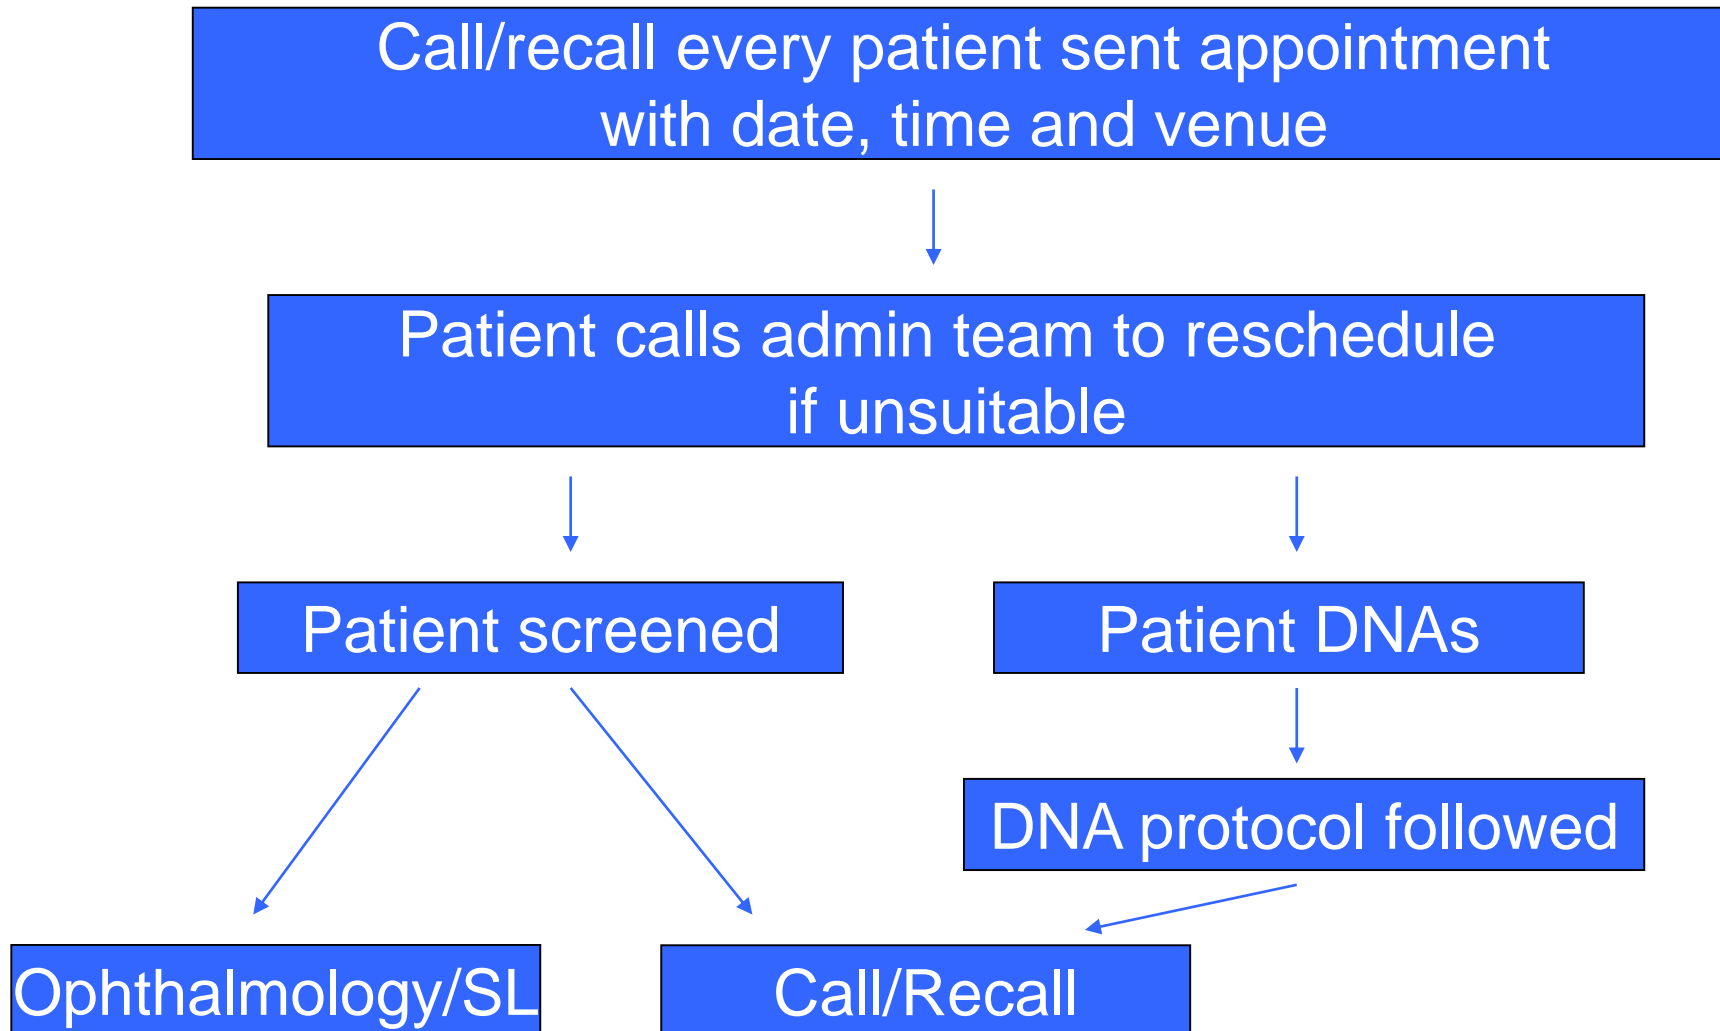 Call/recall every patient sent appointment
with date, time and venue
Patient calls admin team to reschedule
if unsuitable
Patient screened
Patient DNAs
DNA protocol followed
Ophthalmology/SL
Call/Recall